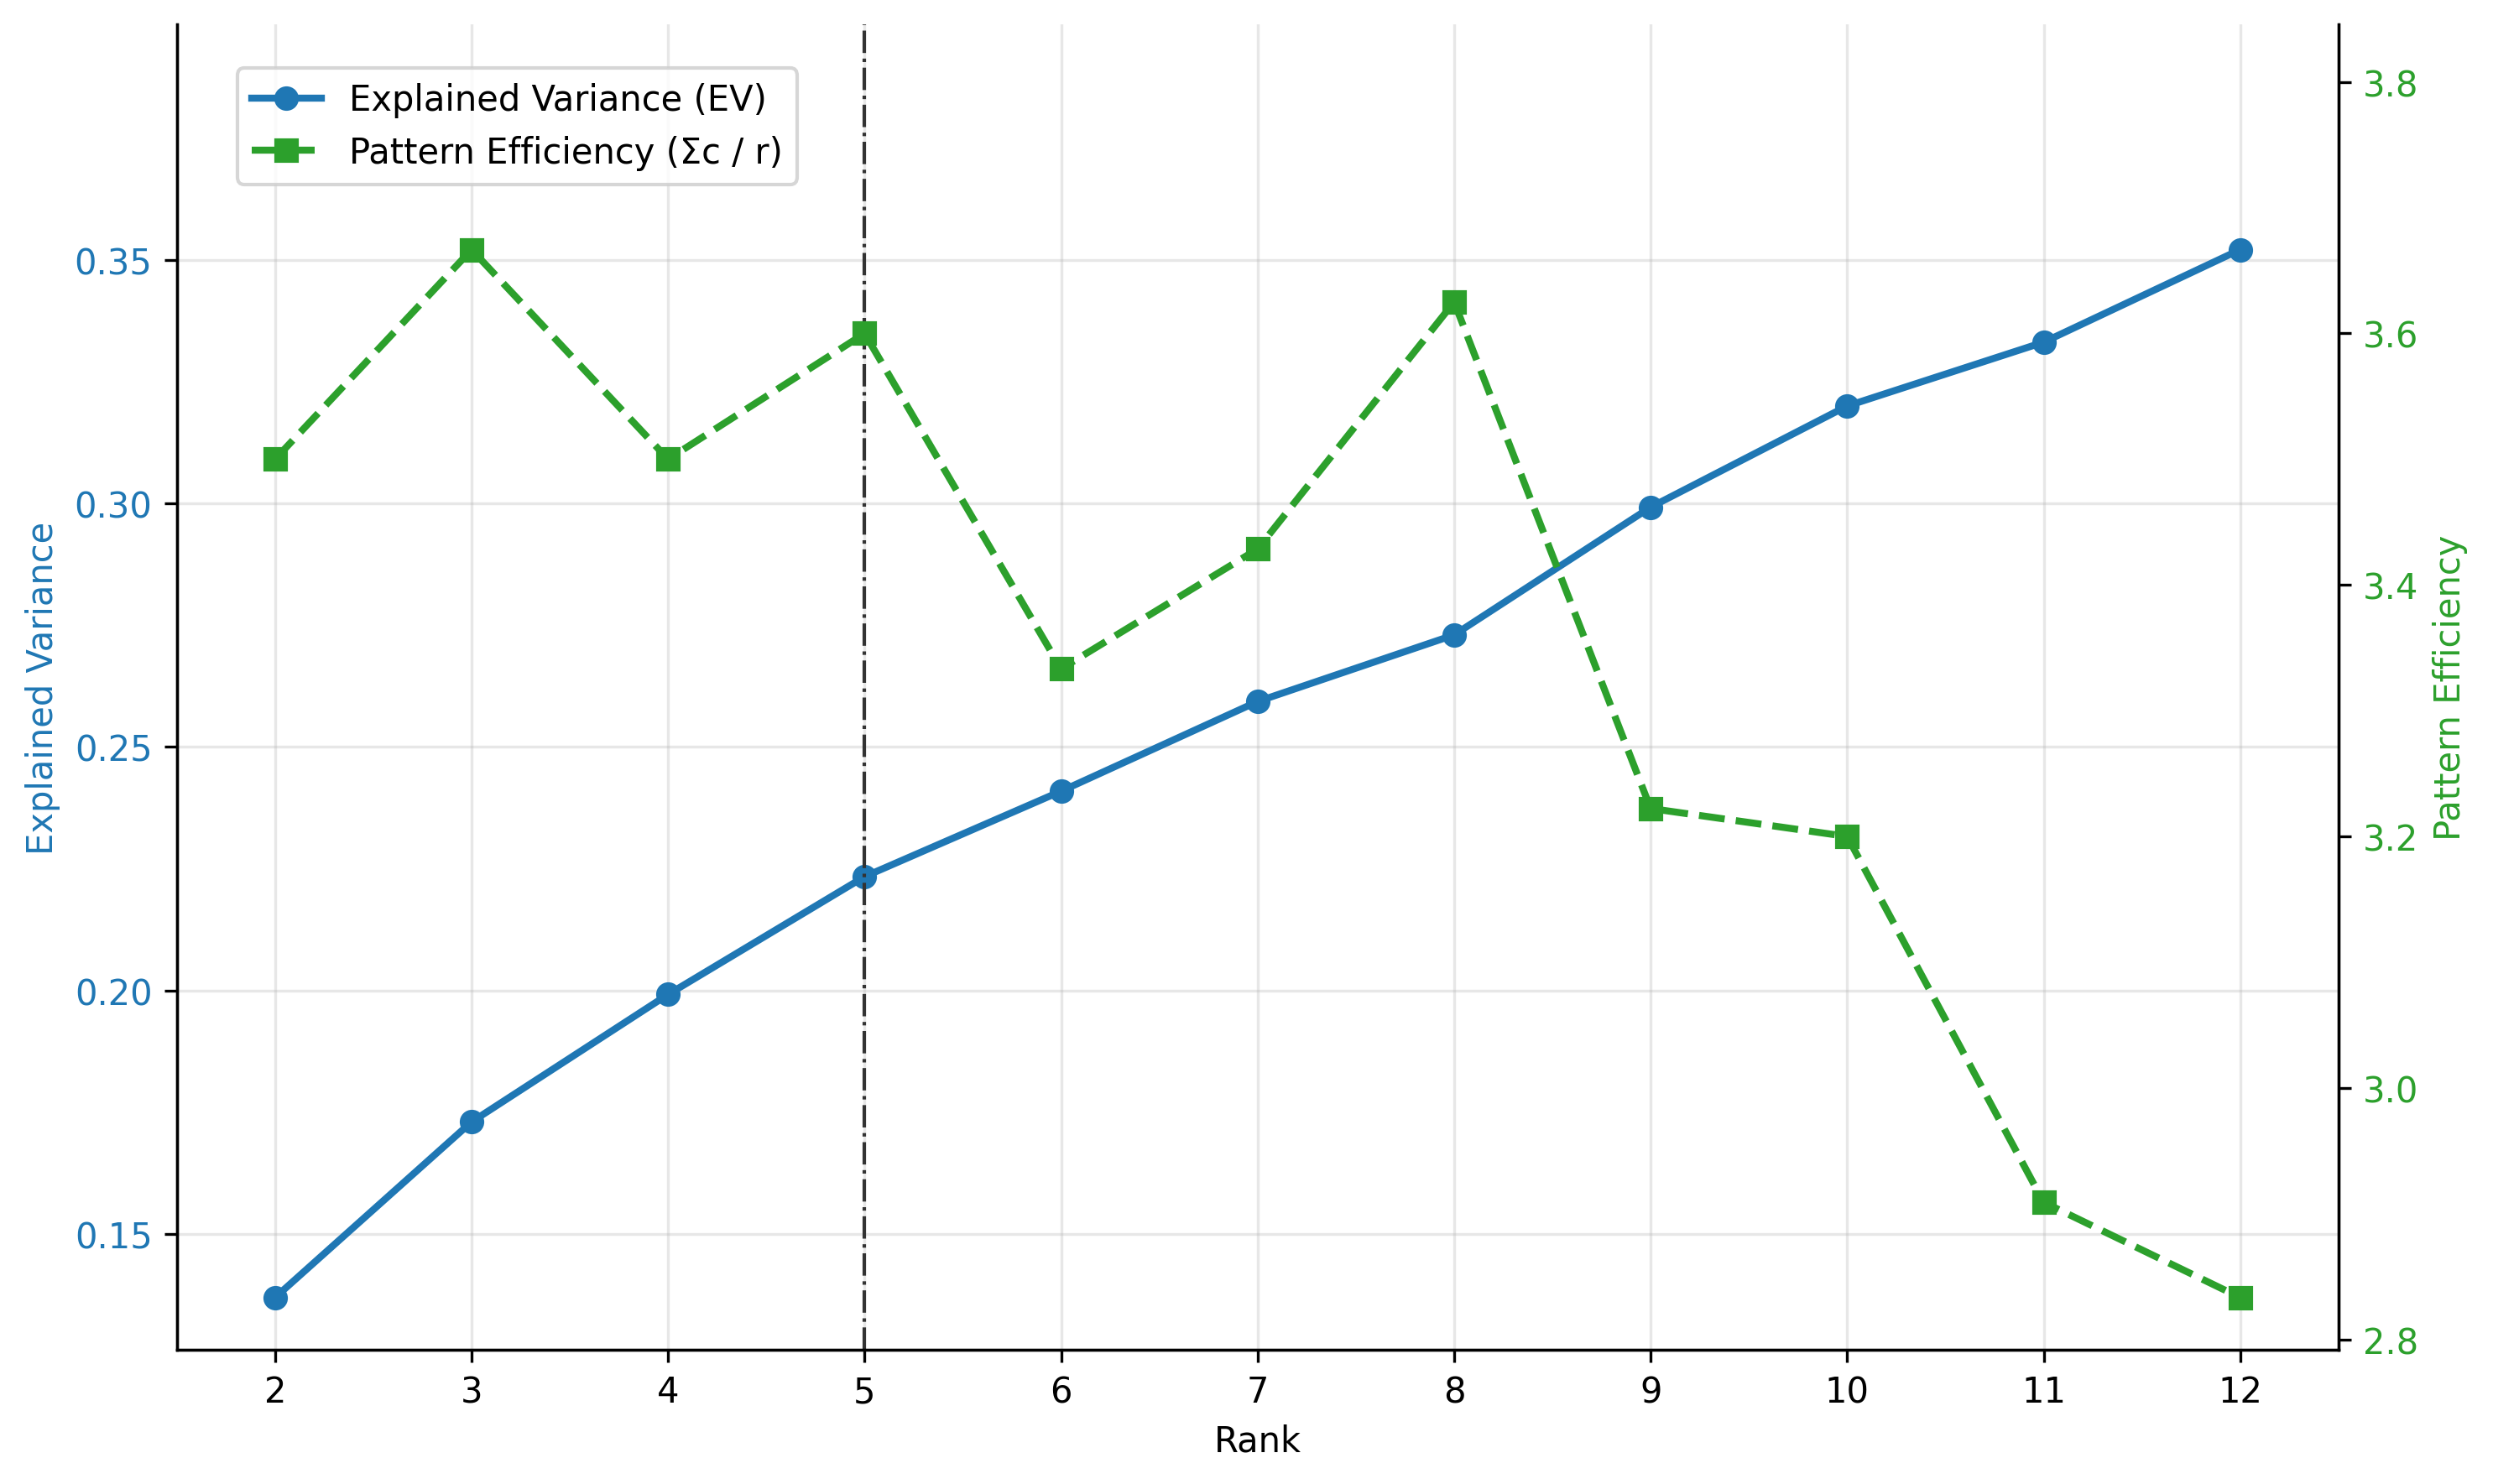 Explained Variance (EV)
Pattern Efficiency (Σc / r)
Explained Variance
0.35
0.30
0.25
0.20
0.15
3.8
3.6
3.4
3.2
3.0
2.8
Pattern Efficiency
2 3 4 5 6 7 8 9 10 11 12
Rank